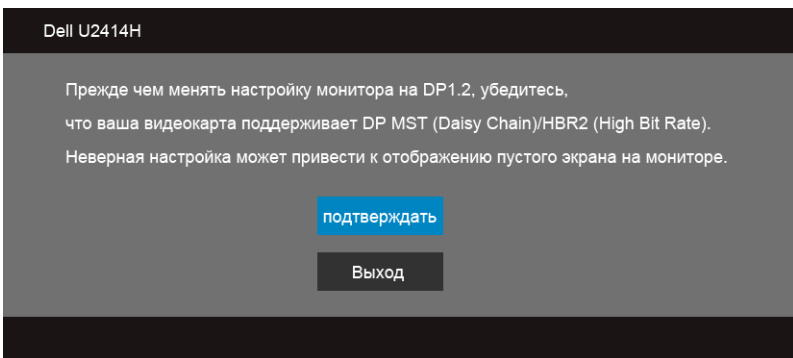 Dell U2414H
Прежде чем менять настройку монитора на DP1.2, убедитесь,
что ваша видеокарта поддерживает DP MST (Daisy Chain)/HBR2 (High Bit Rate).
Неверная настройка может привести к отображению пустого экрана на мониторе.
подтверждать
Выход